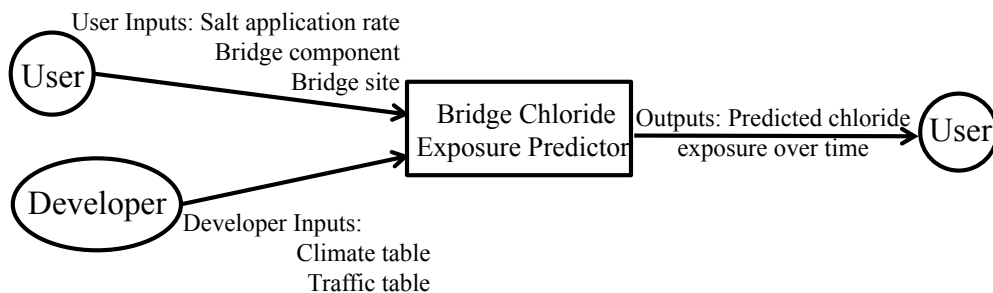 User Inputs: Salt application rate
Bridge component
Bridge site
User
Bridge Chloride
Exposure Predictor
Outputs: Predicted chloride
exposure over time
User
Developer
Developer Inputs:
Climate table
Traffic table